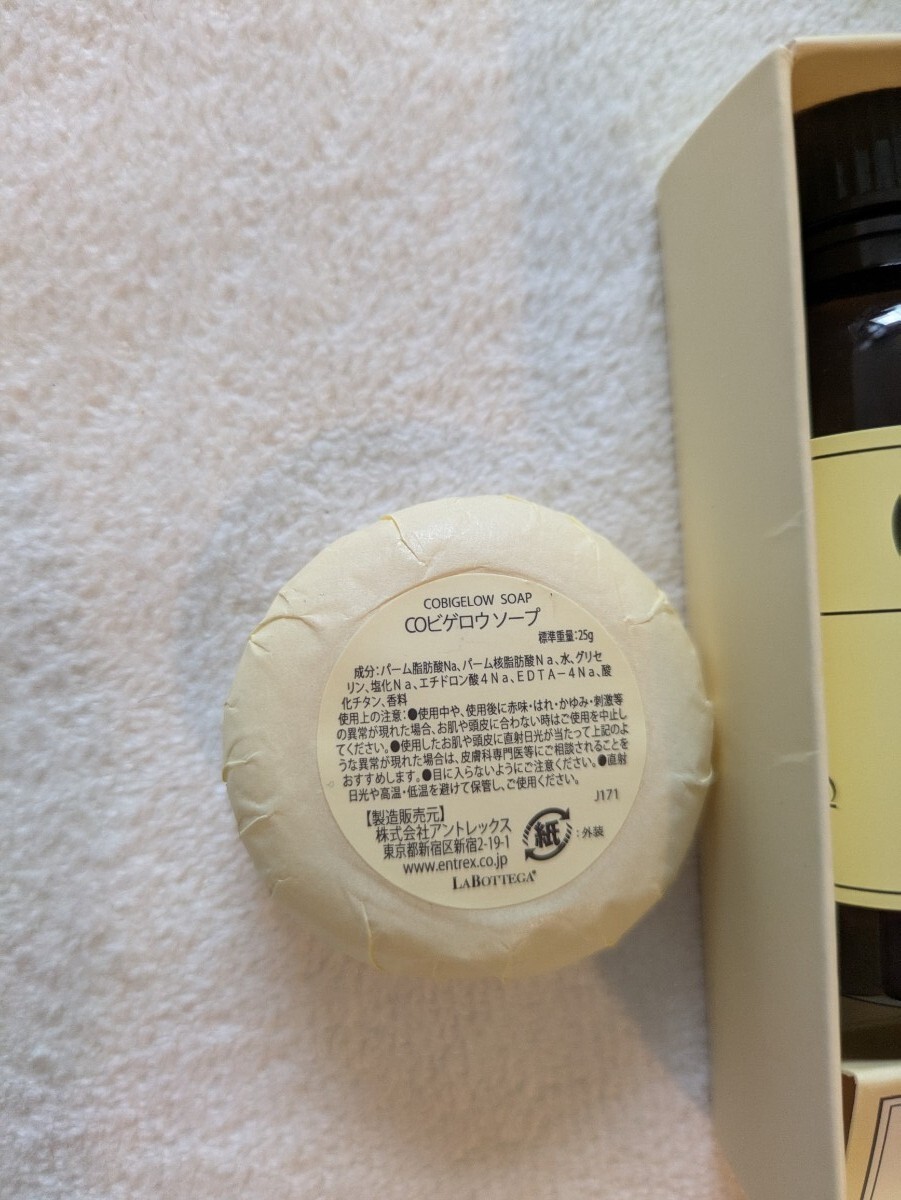 COBIGELOW SOAP
COビゲロウソープ
標準重量:25g
成分:パーム脂肪酸Na、パーム核脂肪酸Na、水、グリセ
リン、塩化Na、エチドロン酸4Na、EDTA-4Na、酸
化チタン、香料
使用上の注意:●使用中や、使用後に赤味・はれ・かゆみ・刺激等
の異常が現れた場合、お肌や頭皮に合わない時はご使用を中止し
てください。●使用したお肌や頭皮に直射日光が当たって上記のよ
うな異常が現れた場合は、皮膚科専門医等にご相談されることを
おすすめします。●目に入らないようにご注意ください。●直射
日光や高温・低温を避けて保管し、ご使用ください。
J171
【製造販売元】
株式会社アントレックス
東京都新宿区新宿2-19-1
www.entrex.co.jp
紙:外装
LABOTTEGA®